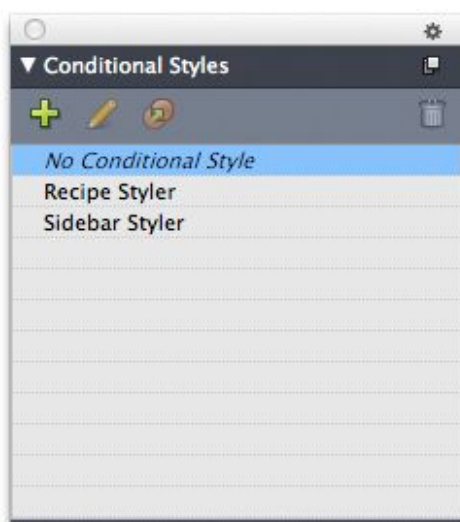 Conditional Styles
No Conditional Style
Recipe Styler
Sidebar Styler